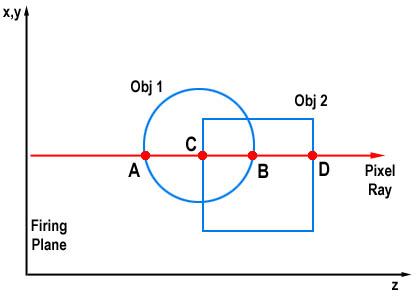 x,y
Obj 1
Obj 2
C
A
B
D
Pixel
Ray
Firing
Plane
z